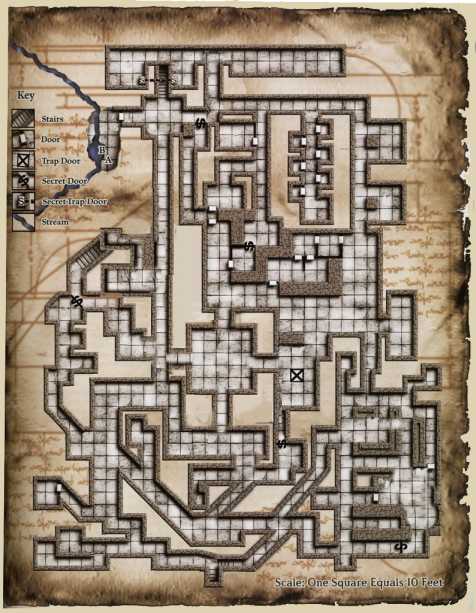 Key
Stairs
Door
Trap Door
Secret Door
Secret Trap Door
Stream
B
A
S
S
S
S
S
S
Scale: One Square Equals 10 Feet